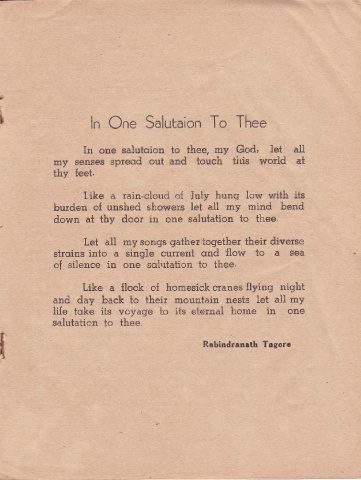 In One Salutaion To Thee
In one salutaion to thee, my God, let all
my senses spread out and touch this world at
thy feet.
Like a rain-cloud of July hung low with its
burden of unshed showers let all my mind bend
down at thy door in one salutation to thee.
Let all my songs gather together their diverse
strains into a single current and flow to a sea
of silence in one salutation to thee.
Like a flock of homesick cranes flying night
and day back to their mountain nests let all my
life take its voyage to its eternal home in one
salutation to thee.
Rabindranath Tagore